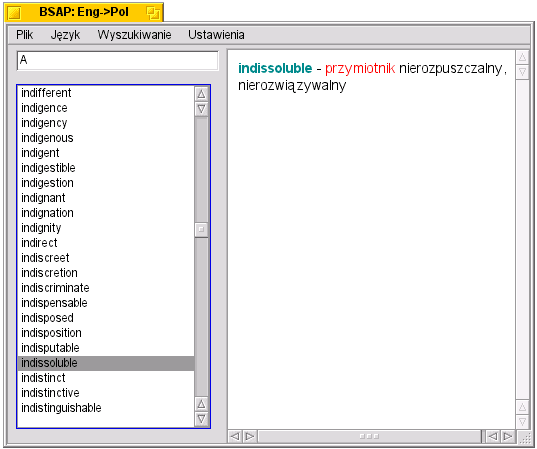 BSAP: Eng->Pol
Plik Język Wyszukiwanie Ustawienia
A
indifferent
indigence
indigency
indigenous
indigent
indigestible
indigestion
indignant
indignation
indignity
indirect
indiscreet
indiscretion
indiscriminate
indispensable
indisposed
indisposition
indisputable
indissoluble
indistinct
indistinctive
indistinguishable
indissoluble - przymiotnik nierozpuszczalny,
nierozwiązywalny